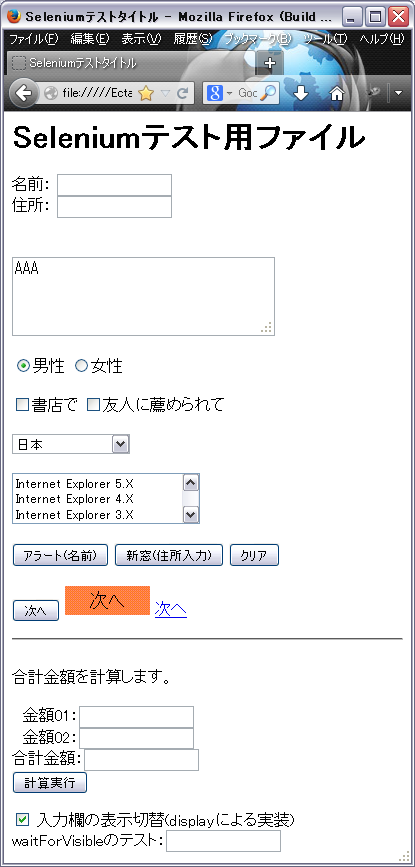 Seleniumテストタイトル - Mozilla Firefox (Build ...
ファイル(F) 編集(E) 表示(V) 履歴(S) ブックマーク(B) ツール(T) ヘルプ(H)
Seleniumテストタイトル
file://///Ecta
Goo
Seleniumテスト用ファイル
名前:
住所:
AAA
男性 女性
書店で 友人に薦められて
日本
Internet Explorer 5.X
Internet Explorer 4.X
Internet Explorer 3.X
アラート(名前) 新窓(住所入力) クリア
次へ 次へ 次へ
合計金額を計算します。
金額01:
金額02:
合計金額:
計算実行
入力欄の表示切替(displayによる実装)
waitForVisibleのテスト: